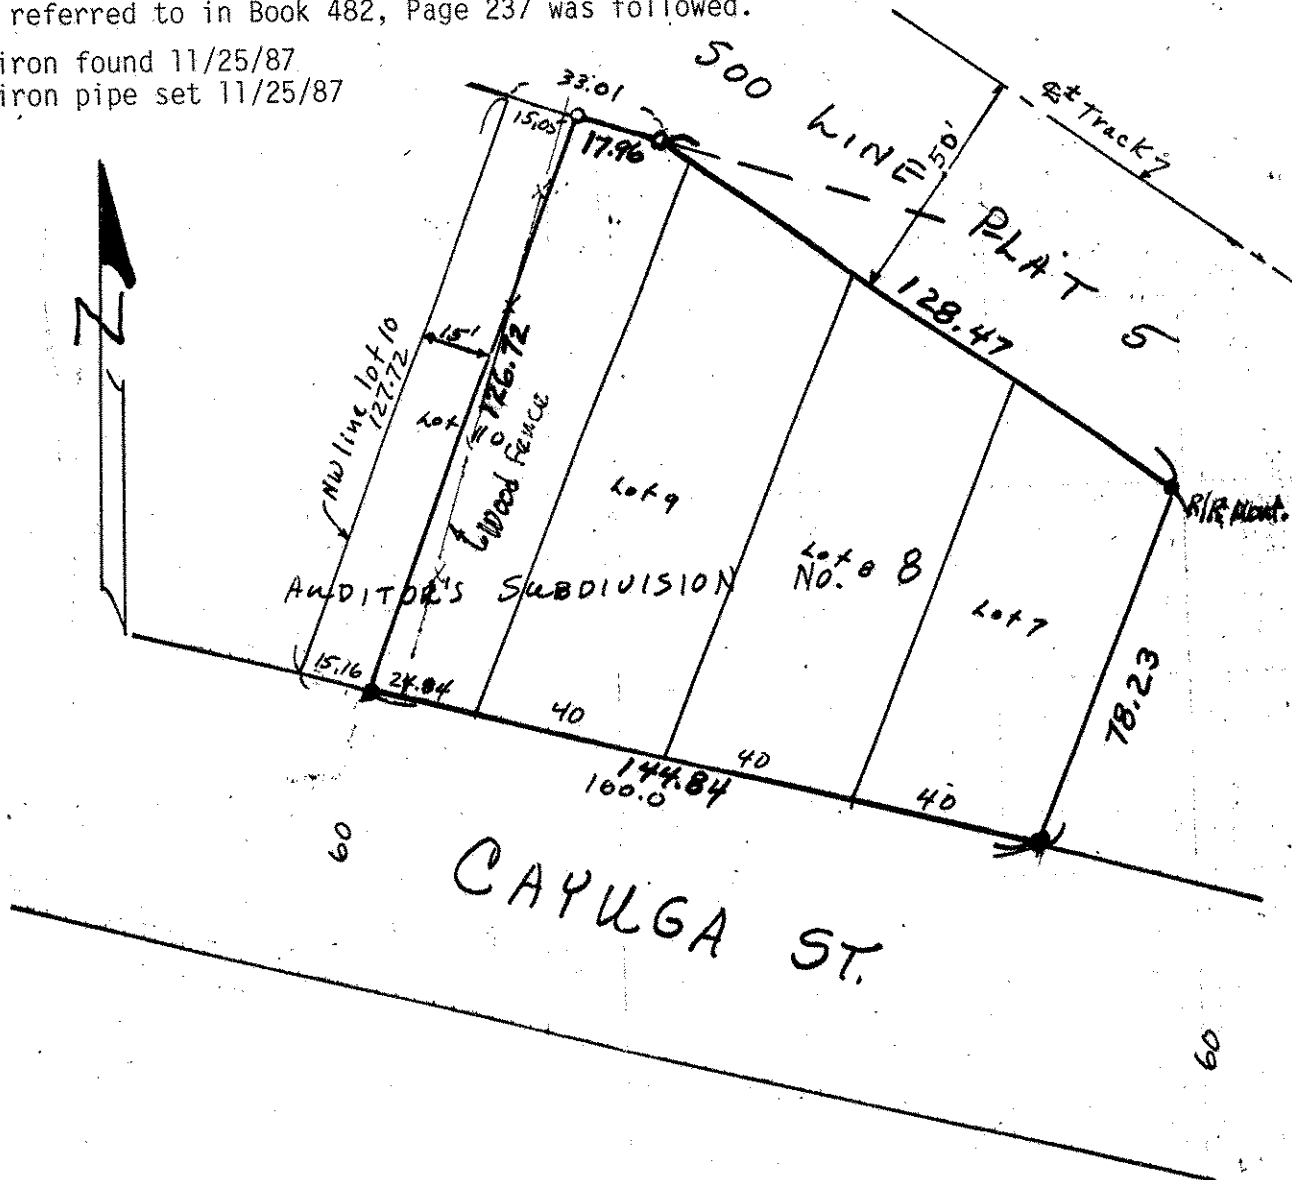 referred to in Book 482, Page 237 was followed.
iron found 11/25/87
iron pipe set 11/25/87
33.01
15.05
17.96
SOO LINE
50'
Track
PLAT 5
128.47
N
NW line lot 10
127.72
15'
126.72
Lot 10
Wood Fence
Lot 9
Lot 8
Lot 7
R/R Mont.
AUDITOR'S SUBDIVISION NO. 8
78.23
15.16
24.84
40
40
40
144.84
160.0
60
CAYUGA ST.
60